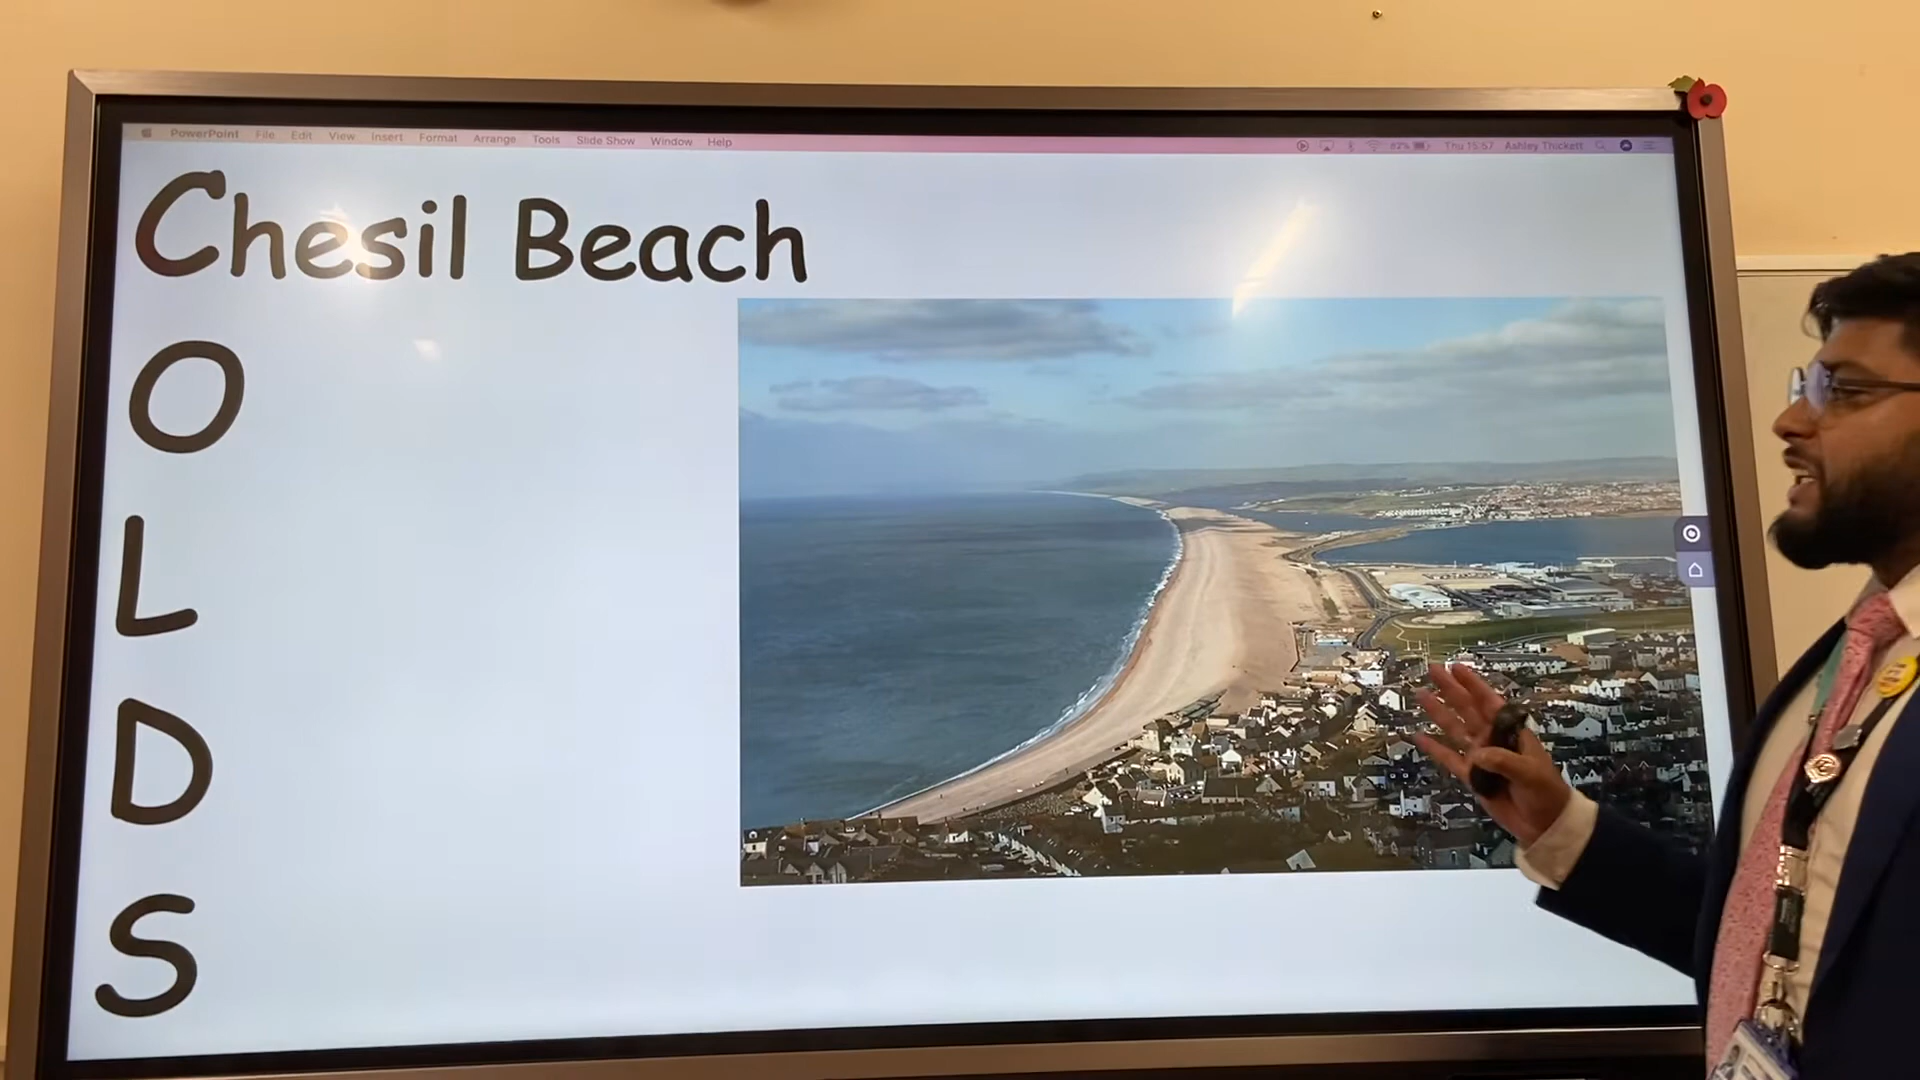 PowerPoint File Edit View Insert Format Arrange Tools Slide Show Window Help 82% Thu 15:57 Ashley Thickett
Chesil Beach
O
L
D
S